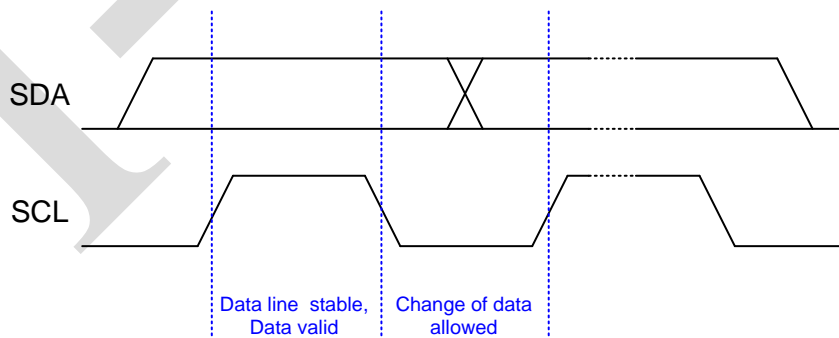 SDA
SCL
Data line stable,
Data valid
Change of data
allowed